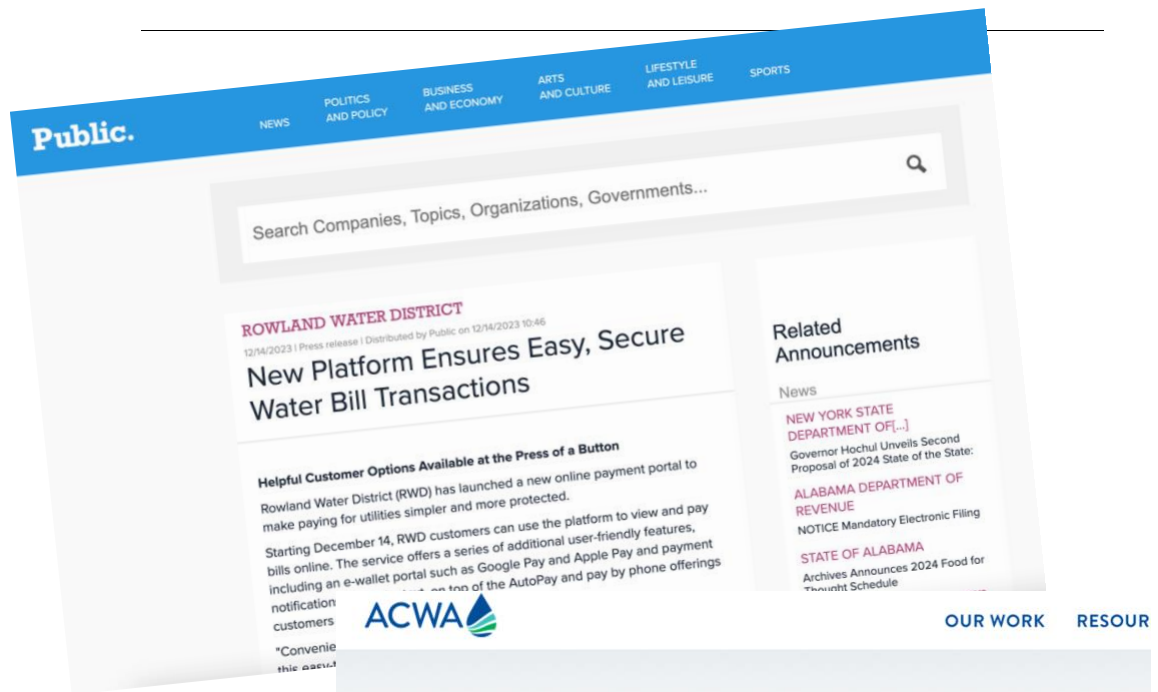 Public.
NEWS
POLITICS
AND POLICY
BUSINESS
AND ECONOMY
ARTS
AND CULTURE
LIFESTYLE
AND LEISURE
SPORTS
Search Companies, Topics, Organizations, Governments...
ROWLAND WATER DISTRICT
12/14/2023 | Press release | Distributed by Public on 12/14/2023 10:46
New Platform Ensures Easy, Secure
Water Bill Transactions
Helpful Customer Options Available at the Press of a Button
Rowland Water District (RWD) has launched a new online payment portal to
make paying for utilities simpler and more protected.
Starting December 14, RWD customers can use the platform to view and pay
bills online. The service offers a series of additional user-friendly features,
including an e-wallet portal such as Google Pay and Apple Pay and payment
notification on top of the AutoPay and pay by phone offerings
customers
"Convenie
this easy-t
Related
Announcements
News
NEW YORK STATE
DEPARTMENT OF[...]
Governor Hochul Unveils Second
Proposal of 2024 State of the State:
ALABAMA DEPARTMENT OF
REVENUE
NOTICE Mandatory Electronic Filing
STATE OF ALABAMA
Archives Announces 2024 Food for
Thought Schedule
ACWA
OUR WORK
RESOUR